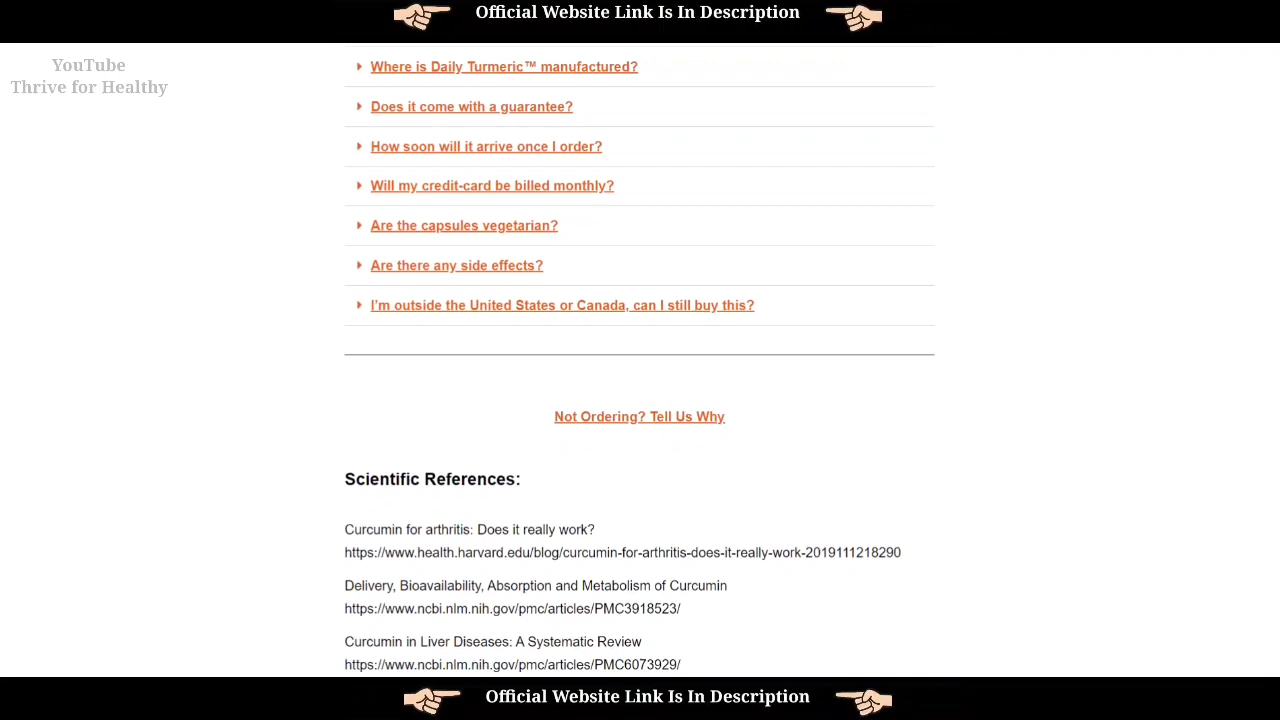 Official Website Link Is In Description
YouTube
Thrive for Healthy
Where is Daily Turmeric™ manufactured?
Does it come with a guarantee?
How soon will it arrive once I order?
Will my credit-card be billed monthly?
Are the capsules vegetarian?
Are there any side effects?
I'm outside the United States or Canada, can I still buy this?
Not Ordering? Tell Us Why
Scientific References:
Curcumin for arthritis: Does it really work?
https://www.health.harvard.edu/blog/curcumin-for-arthritis-does-it-really-work-2019111218290
Delivery, Bioavailability, Absorption and Metabolism of Curcumin
https://www.ncbi.nlm.nih.gov/pmc/articles/PMC3918523/
Curcumin in Liver Diseases: A Systematic Review
https://www.ncbi.nlm.nih.gov/pmc/articles/PMC6073929/
Official Website Link Is In Description